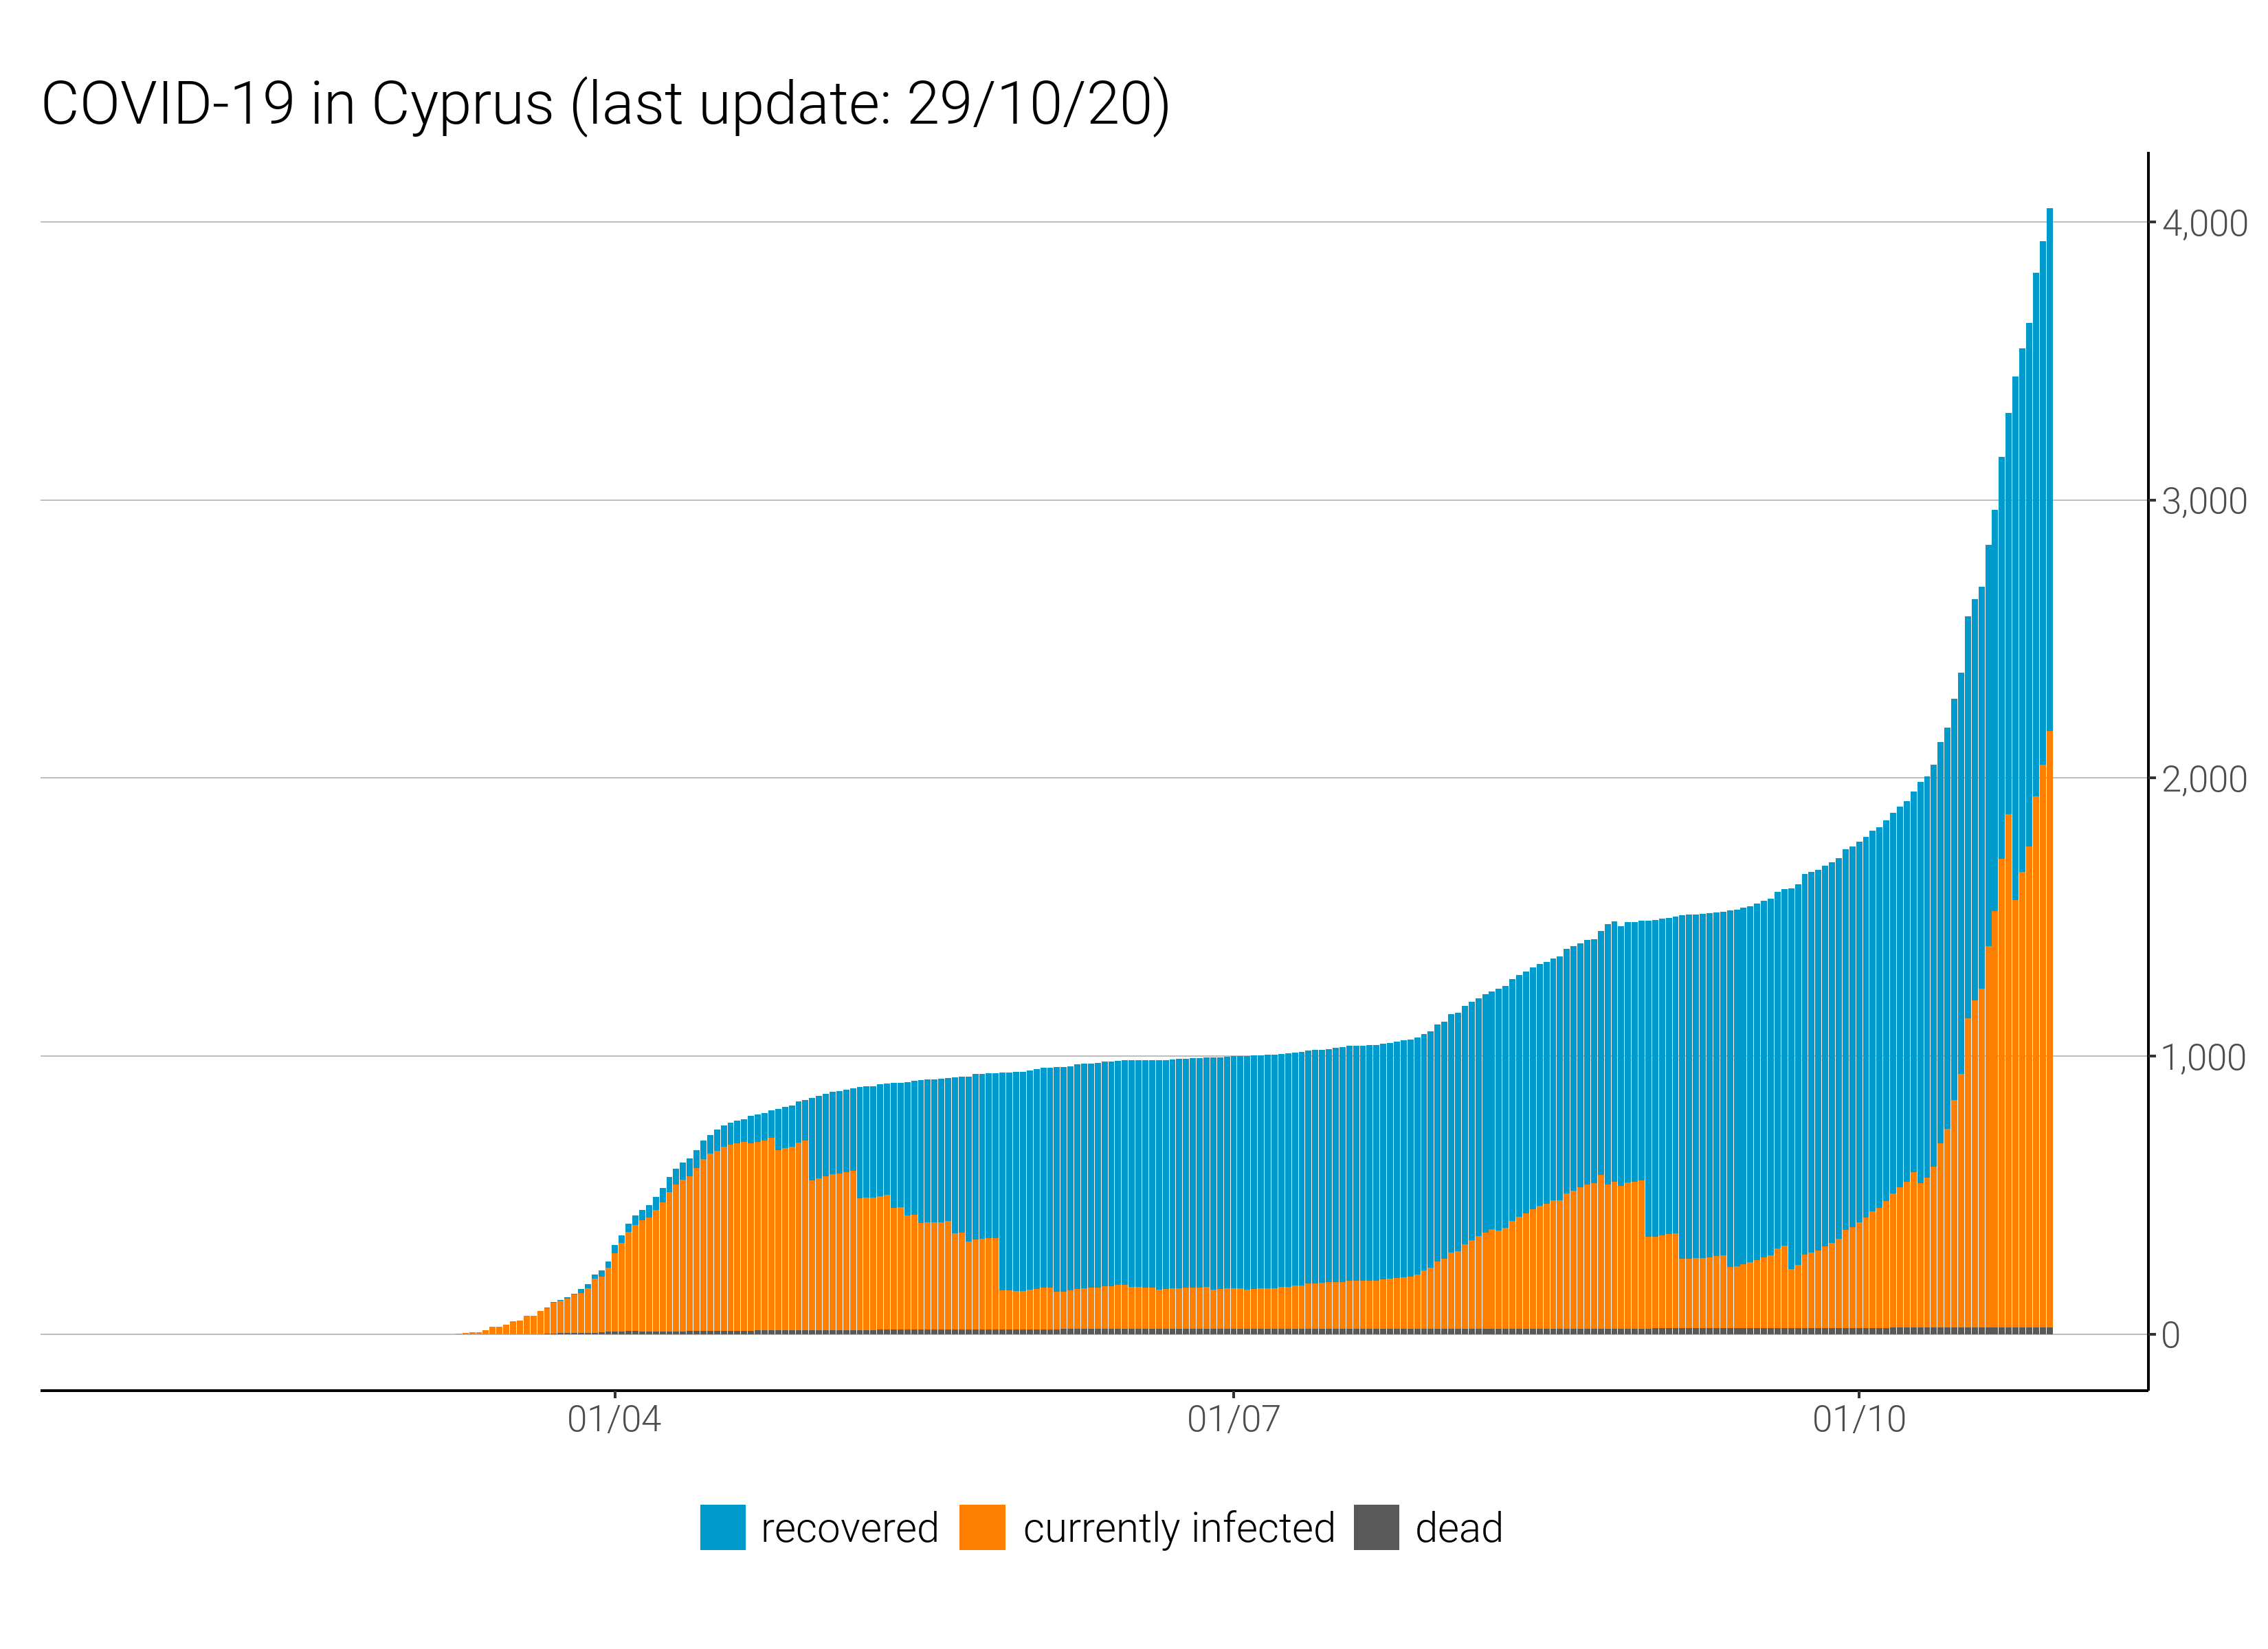 COVID-19 in Cyprus (last update: 29/10/20)
4,000
3,000
2,000
1,000
0
01/04 01/07 01/10
recovered currently infected dead